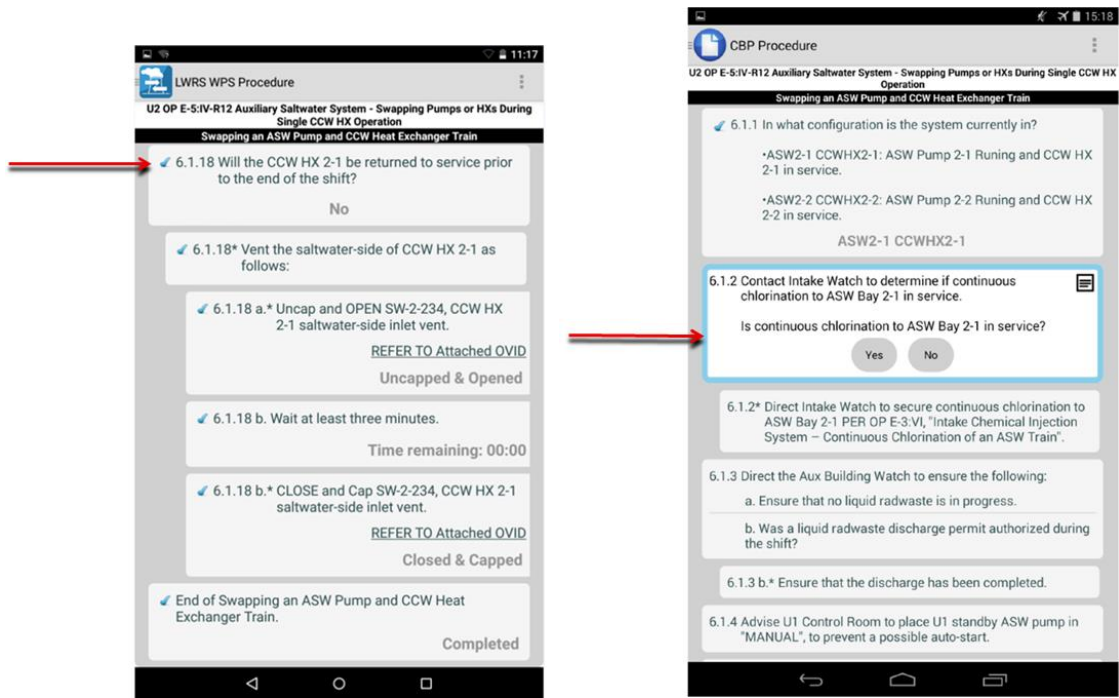 11:17
LWRS WPS Procedure
U2 OP E-5:IV-R12 Auxiliary Saltwater System - Swapping Pumps or HXs During
Single CCW HX Operation
Swapping an ASW Pump and CCW Heat Exchanger Train
6.1.18 Will the CCW HX 2-1 be returned to service prior
to the end of the shift?
No
6.1.18* Vent the saltwater-side of CCW HX 2-1 as
follows:
6.1.18 a.* Uncap and OPEN SW-2-234, CCW HX
2-1 saltwater-side inlet vent.
REFER TO Attached OVID
Uncapped & Opened
6.1.18 b. Wait at least three minutes.
Time remaining: 00:00
6.1.18 b.* CLOSE and Cap SW-2-234, CCW HX 2-1
saltwater-side inlet vent.
REFER TO Attached OVID
Closed & Capped
End of Swapping an ASW Pump and CCW Heat
Exchanger Train.
Completed
15:18
CBP Procedure
U2 OP E-5:IV-R12 Auxiliary Saltwater System - Swapping Pumps or HXs During Single CCW HX
Operation
Swapping an ASW Pump and CCW Heat Exchanger Train
6.1.1 In what configuration is the system currently in?
•ASW2-1 CCWHX2-1: ASW Pump 2-1 Runing and CCW HX
2-1 in service.
•ASW2-2 CCWHX2-2: ASW Pump 2-2 Runing and CCW HX
2-2 in service.
ASW2-1 CCWHX2-1
6.1.2 Contact Intake Watch to determine if continuous
chlorination to ASW Bay 2-1 in service.
Is continuous chlorination to ASW Bay 2-1 in service?
Yes No
6.1.2* Direct Intake Watch to secure continuous chlorination to
ASW Bay 2-1 PER OP E-3:VI, "Intake Chemical Injection
System – Continuous Chlorination of an ASW Train".
6.1.3 Direct the Aux Building Watch to ensure the following:
a. Ensure that no liquid radwaste is in progress.
b. Was a liquid radwaste discharge permit authorized during
the shift?
6.1.3 b.* Ensure that the discharge has been completed.
6.1.4 Advise U1 Control Room to place U1 standby ASW pump in
"MANUAL", to prevent a possible auto-start.